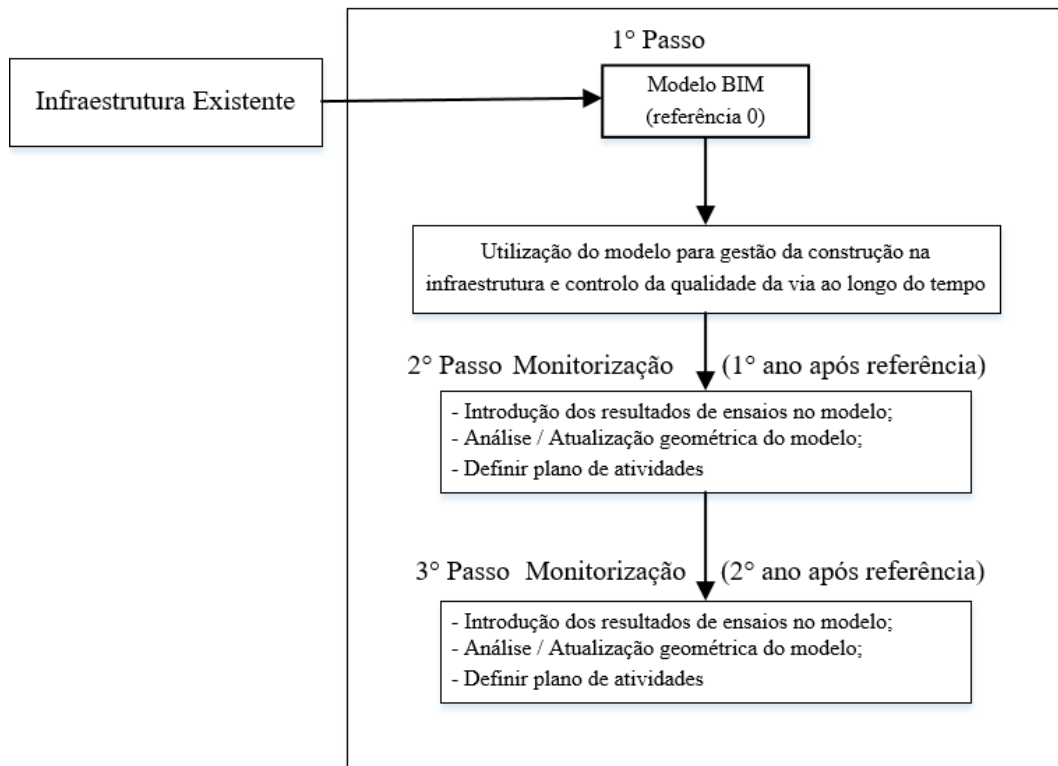 1° Passo
Infraestrutura Existente
Modelo BIM
(referência 0)
Utilização do modelo para gestão da construção na
infraestrutura e controlo da qualidade da via ao longo do tempo
2° Passo Monitorização (1° ano após referência)
- Introdução dos resultados de ensaios no modelo;
- Análise / Atualização geométrica do modelo;
- Definir plano de atividades
3° Passo Monitorização (2° ano após referência)
- Introdução dos resultados de ensaios no modelo;
- Análise / Atualização geométrica do modelo;
- Definir plano de atividades